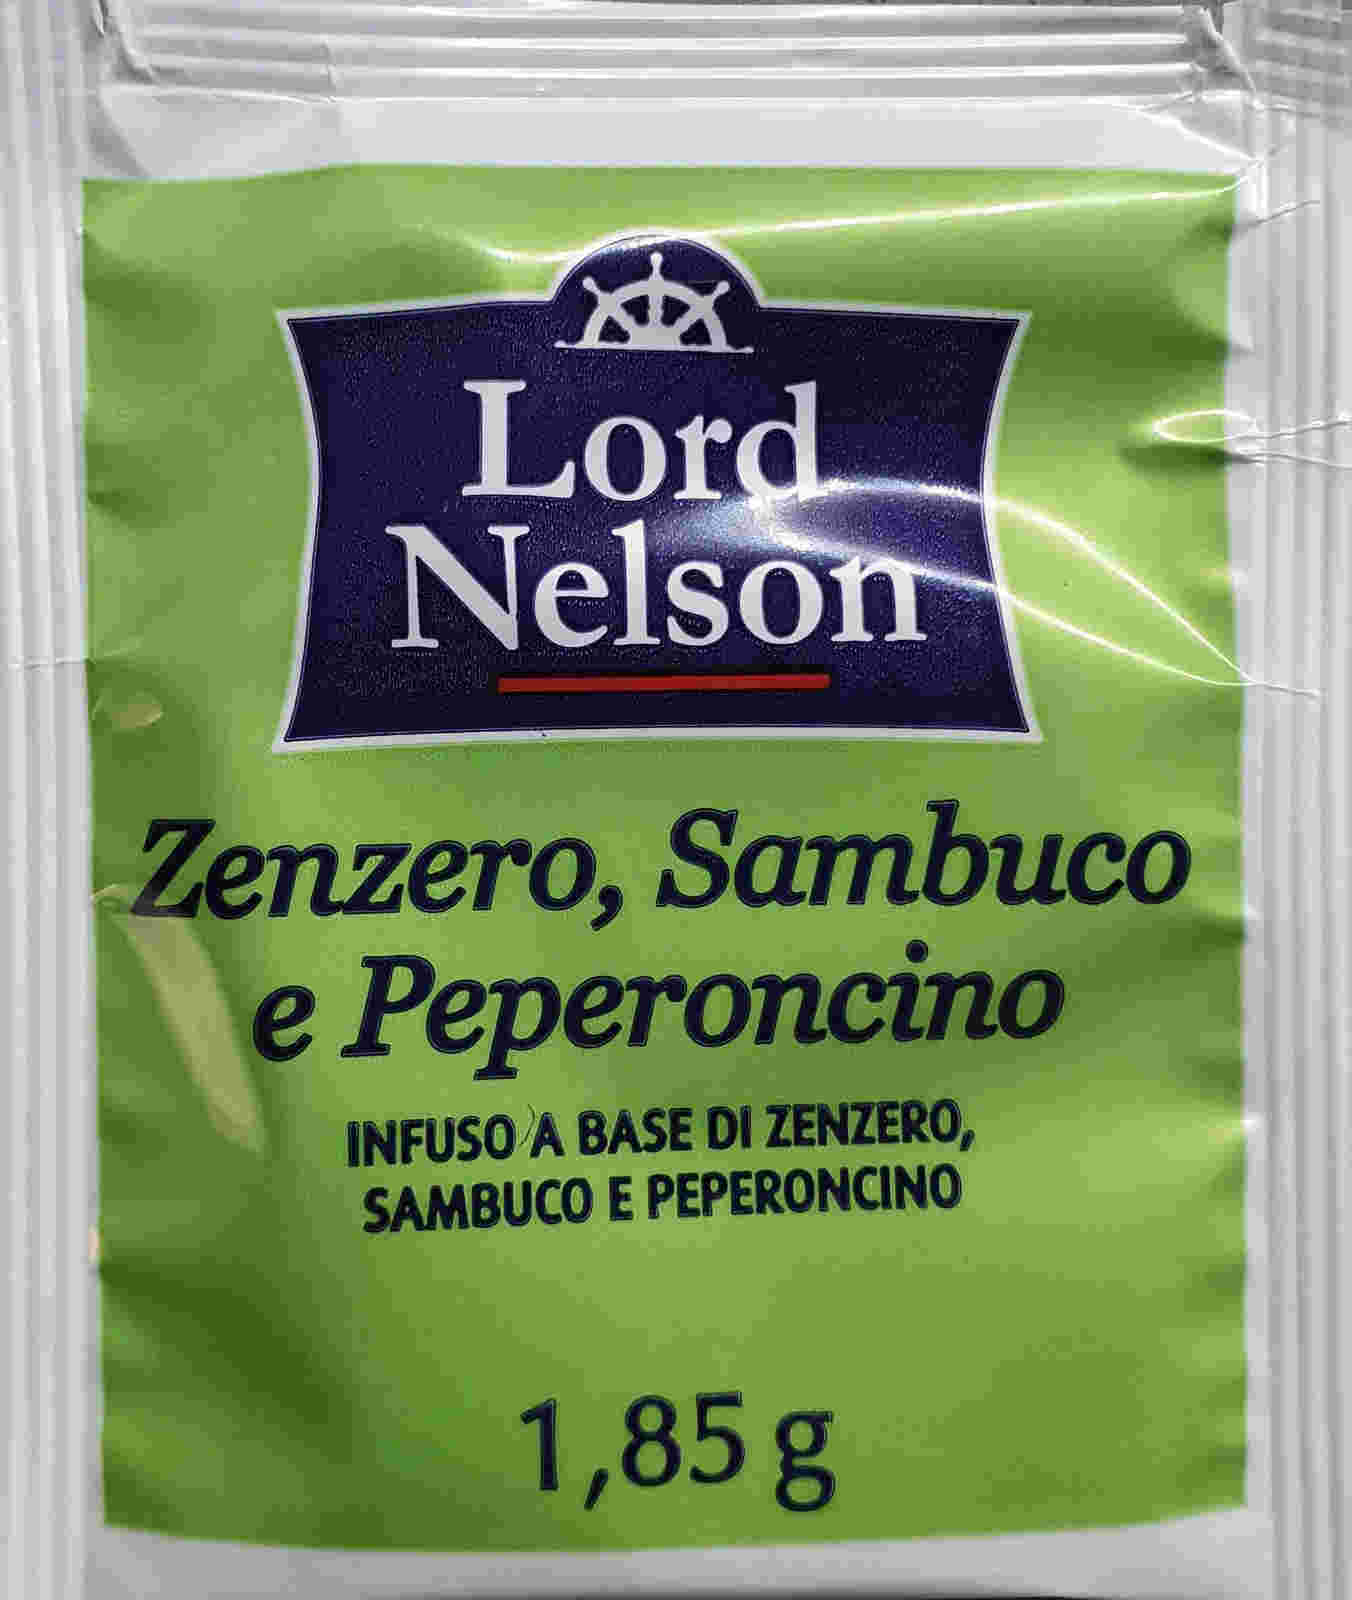 Lord
Nelson
Zenzero, Sambuco
e Peperoncino
INFUSO A BASE DI ZENZERO,
SAMBUCO E PEPERONCINO
1,85 g